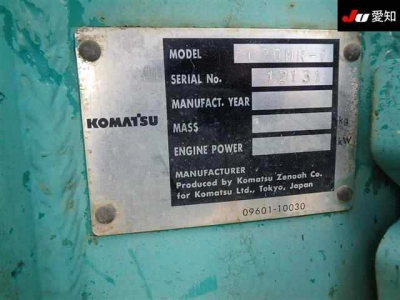 Ju 愛知
MODEL
SERIAL No. 12131
MANUFACT. YEAR
KOMATSU
MASS kg
ENGINE POWER kW
MANUFACTURER
Produced by Komatsu Zenoah Co.
for Komatsu Ltd., Tokyo, Japan
09601-10030